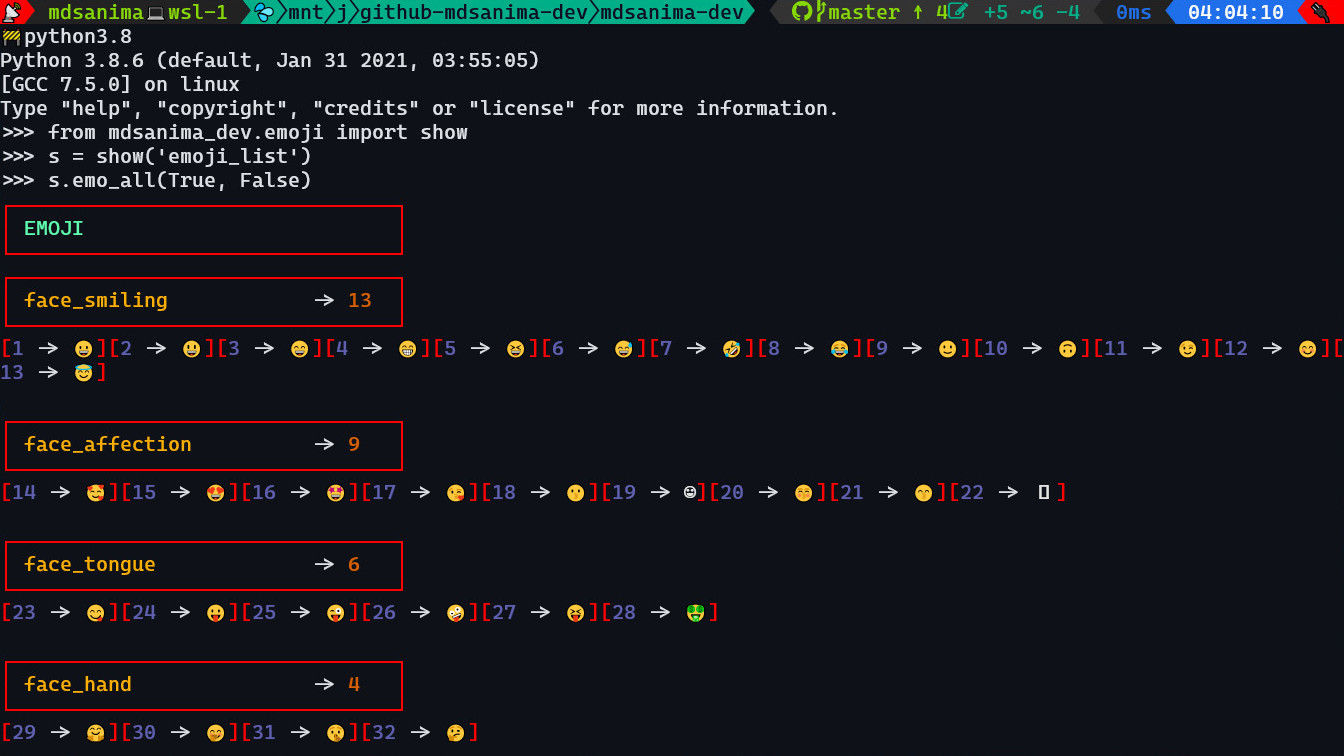 mdsanima💻wsl-1 mnt j github-mdsanima-dev mdsanima-dev master ↑ 4 +5 ~6 -4 0ms 04:04:10
🚧python3.8
Python 3.8.6 (default, Jan 31 2021, 03:55:05)
[GCC 7.5.0] on linux
Type "help", "copyright", "credits" or "license" for more information.
>>> from mdsanima_dev.emoji import show
>>> s = show('emoji_list')
>>> s.emo_all(True, False)
EMOJI
face_smiling → 13
[1 → 😀][2 → 😃][3 → 😄][4 → 😁][5 → 😆][6 → 😅][7 → 🤣][8 → 😂][9 → 🙂][10 → 🙃][11 → 😉][12 → 😊][
13 → 😇]
face_affection → 9
[14 → 🥰][15 → 😍][16 → 🤩][17 → 😘][18 → 😗][19 → ☺][20 → 😚][21 → 😙][22 → ▯]
face_tongue → 6
[23 → 😋][24 → 😛][25 → 😜][26 → 🤪][27 → 😝][28 → 🤑]
face_hand → 4
[29 → 🤗][30 → 🤭][31 → 🤫][32 → 🤔]